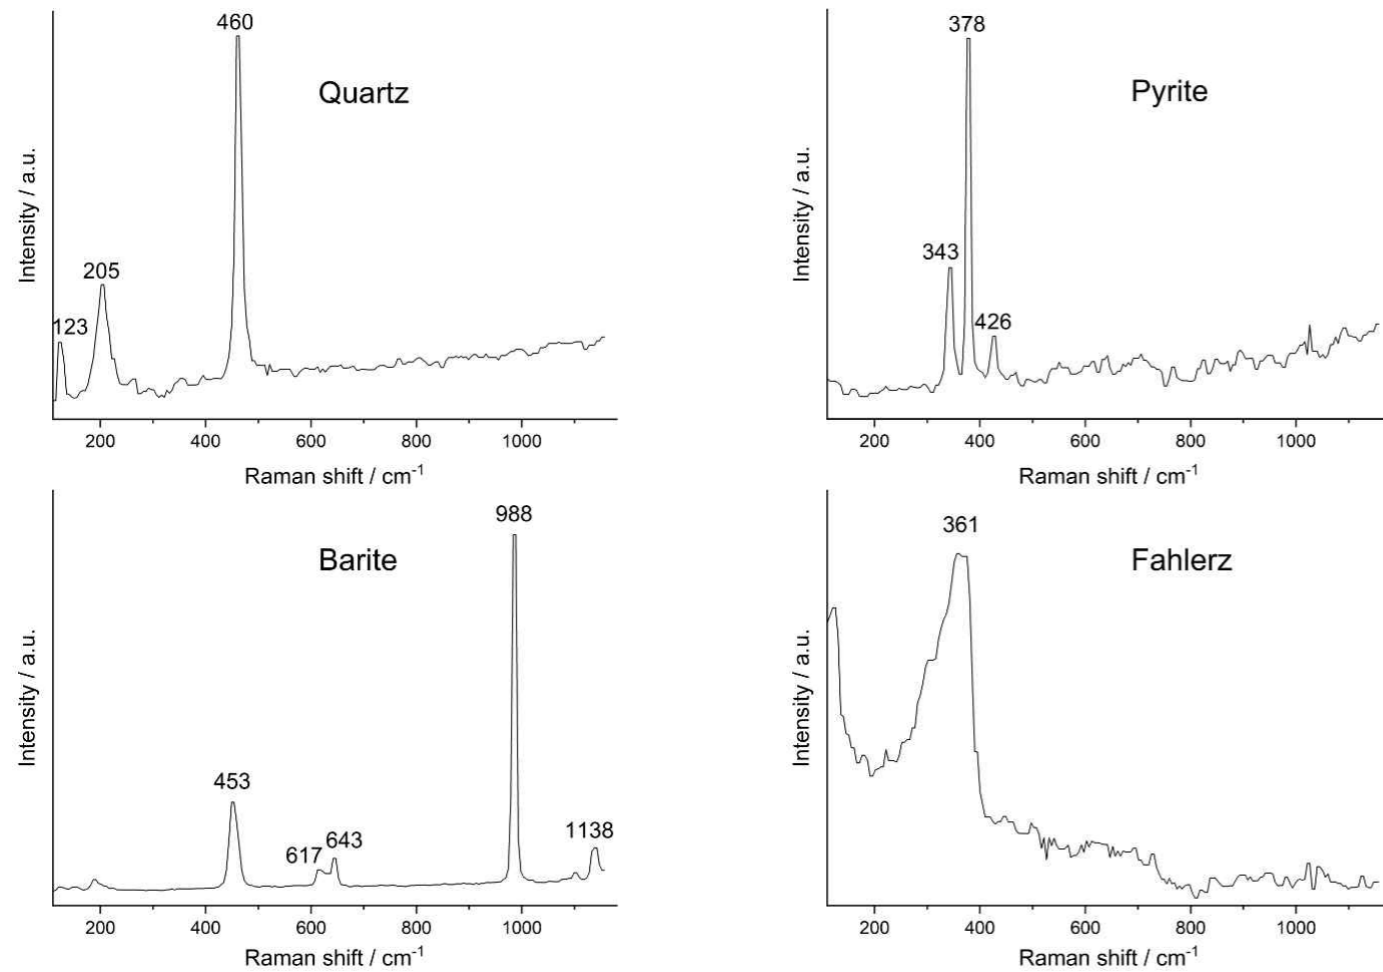 460
Quartz
205
123
Intensity / a.u.
200 400 600 800 1000
Raman shift / cm⁻¹
378
Pyrite
343
426
Intensity / a.u.
200 400 600 800 1000
Raman shift / cm⁻¹
988
Barite
453
617 643
1138
Intensity / a.u.
200 400 600 800 1000
Raman shift / cm⁻¹
361
Fahlerz
Intensity / a.u.
200 400 600 800 1000
Raman shift / cm⁻¹